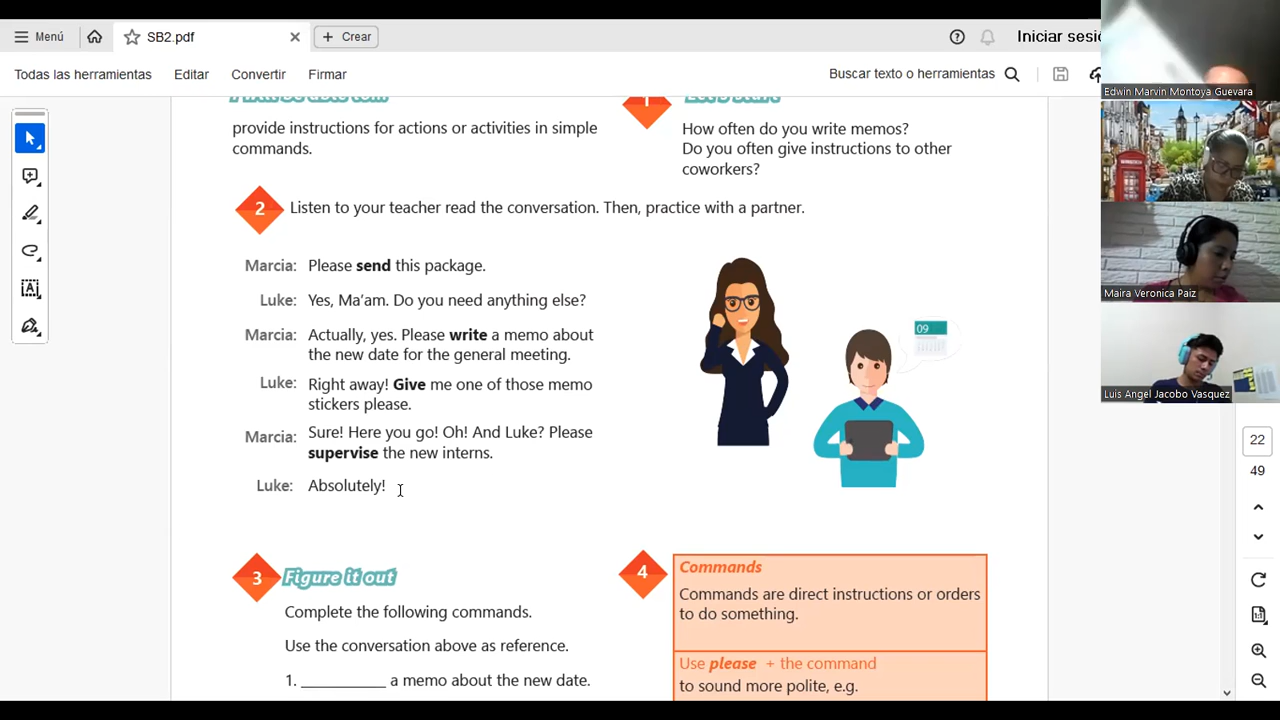 Menú
SB2.pdf
Crear
Iniciar sesió
Todas las herramientas
Editar
Convertir
Firmar
Buscar texto o herramientas
provide instructions for actions or activities in simple
commands.
1
Let's start
How often do you write memos?
Do you often give instructions to other
coworkers?
2
Listen to your teacher read the conversation. Then, practice with a partner.
Marcia: Please send this package.
Luke: Yes, Ma'am. Do you need anything else?
Marcia: Actually, yes. Please write a memo about
the new date for the general meeting.
Luke: Right away! Give me one of those memo
stickers please.
Marcia: Sure! Here you go! Oh! And Luke? Please
supervise the new interns.
Luke: Absolutely!
09
3
Figure it out
Complete the following commands.
Use the conversation above as reference.
1. ___________ a memo about the new date.
4
Commands
Commands are direct instructions or orders
to do something.
Use please + the command
to sound more polite, e.g.
Edwin Marvin Montoya Guevara
Maira Veronica Paiz
Luis Angel Jacobo Vasquez
22
49
1:1